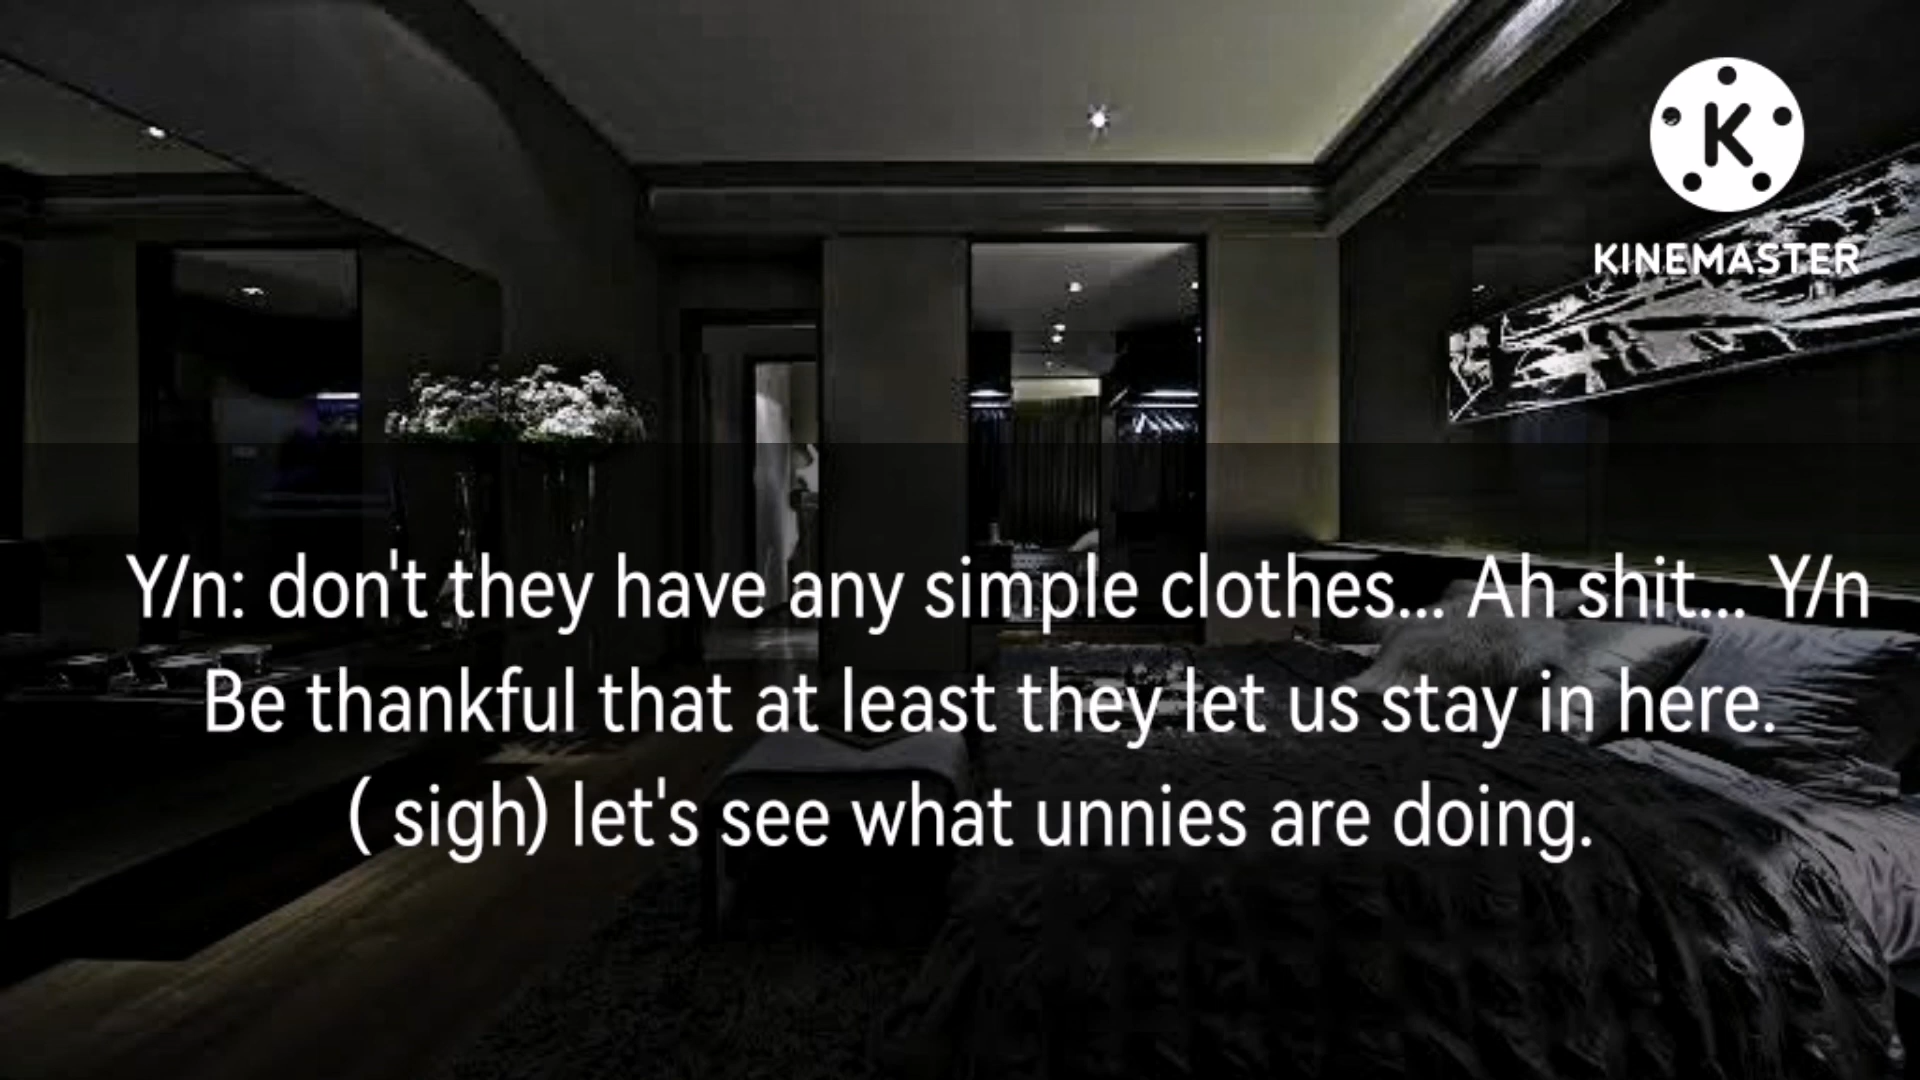 K
KINEMASTER
Y/n: don't they have any simple clothes... Ah shit... Y/n
Be thankful that at least they let us stay in here.
( sigh) let's see what unnies are doing.